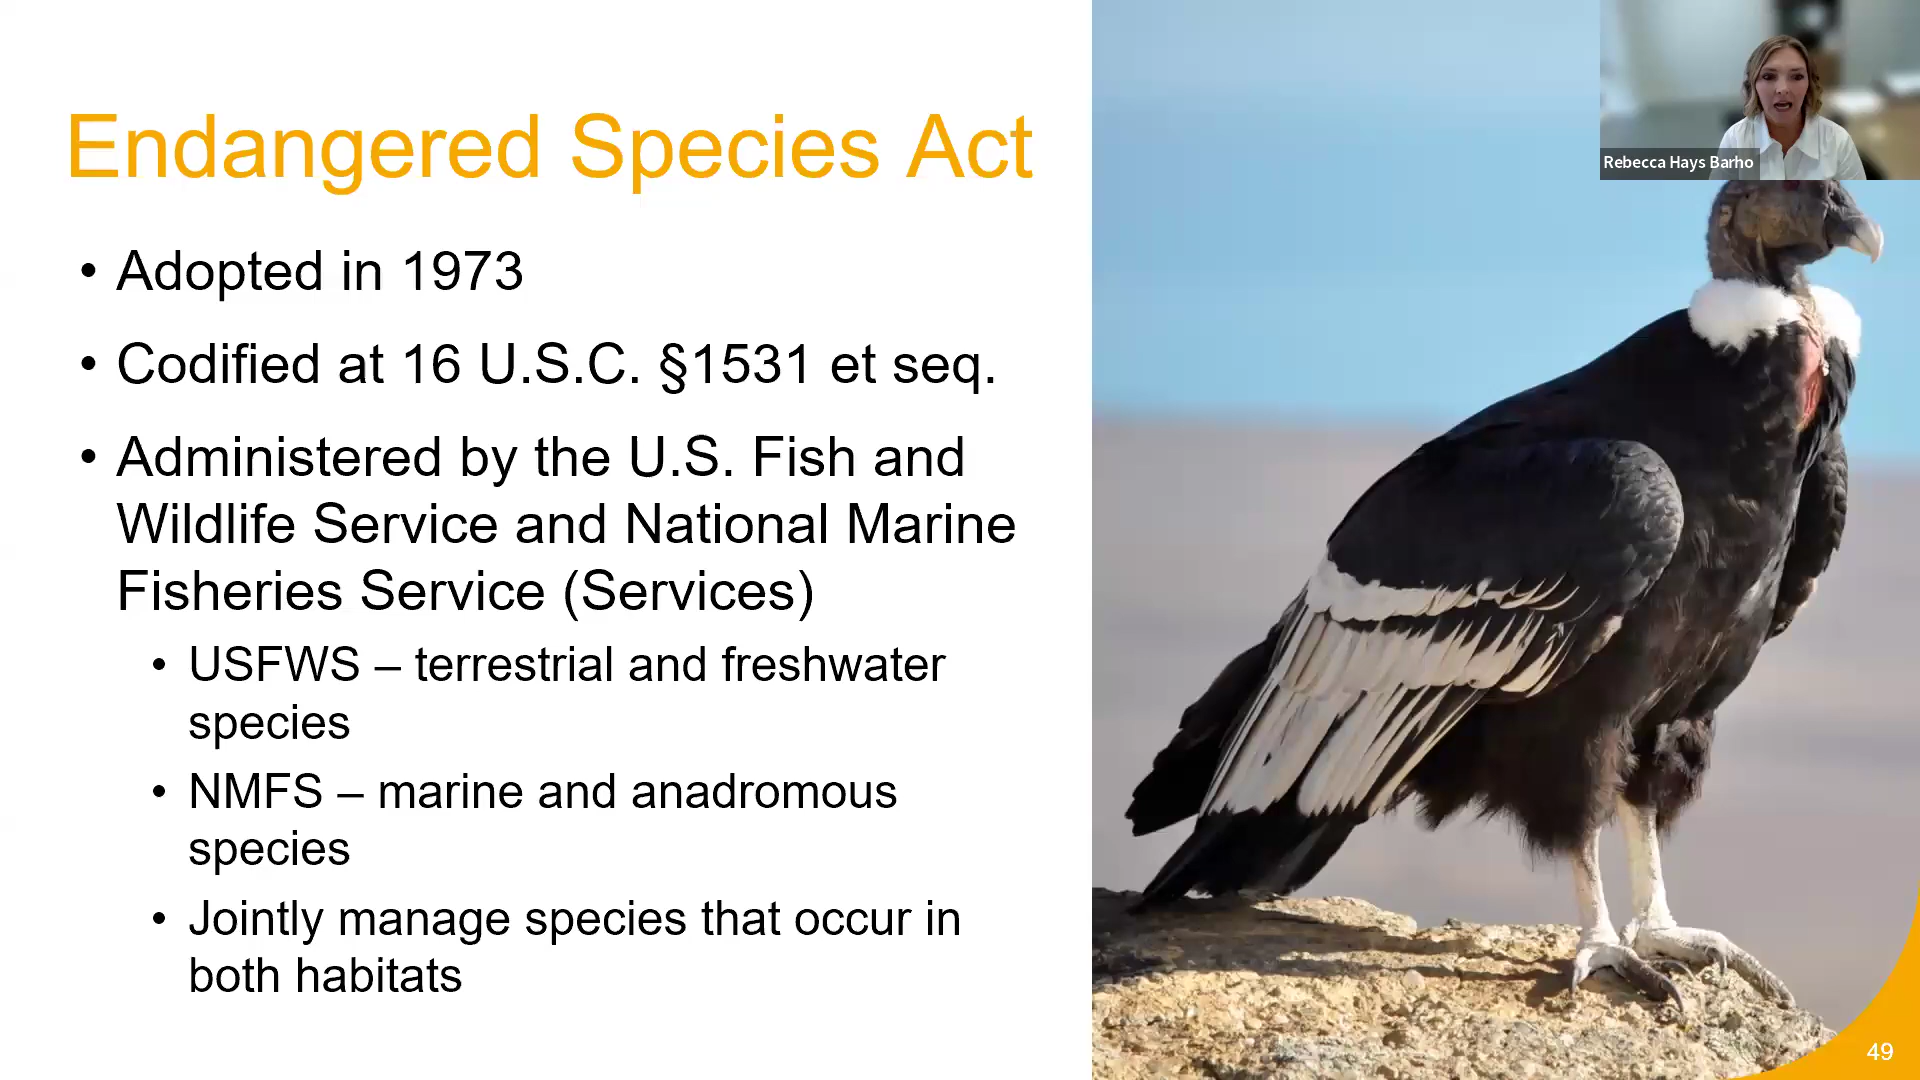 Endangered Species Act
• Adopted in 1973
• Codified at 16 U.S.C. §1531 et seq.
• Administered by the U.S. Fish and
Wildlife Service and National Marine
Fisheries Service (Services)
• USFWS – terrestrial and freshwater
species
• NMFS – marine and anadromous
species
• Jointly manage species that occur in
both habitats
Rebecca Hays Barho
49